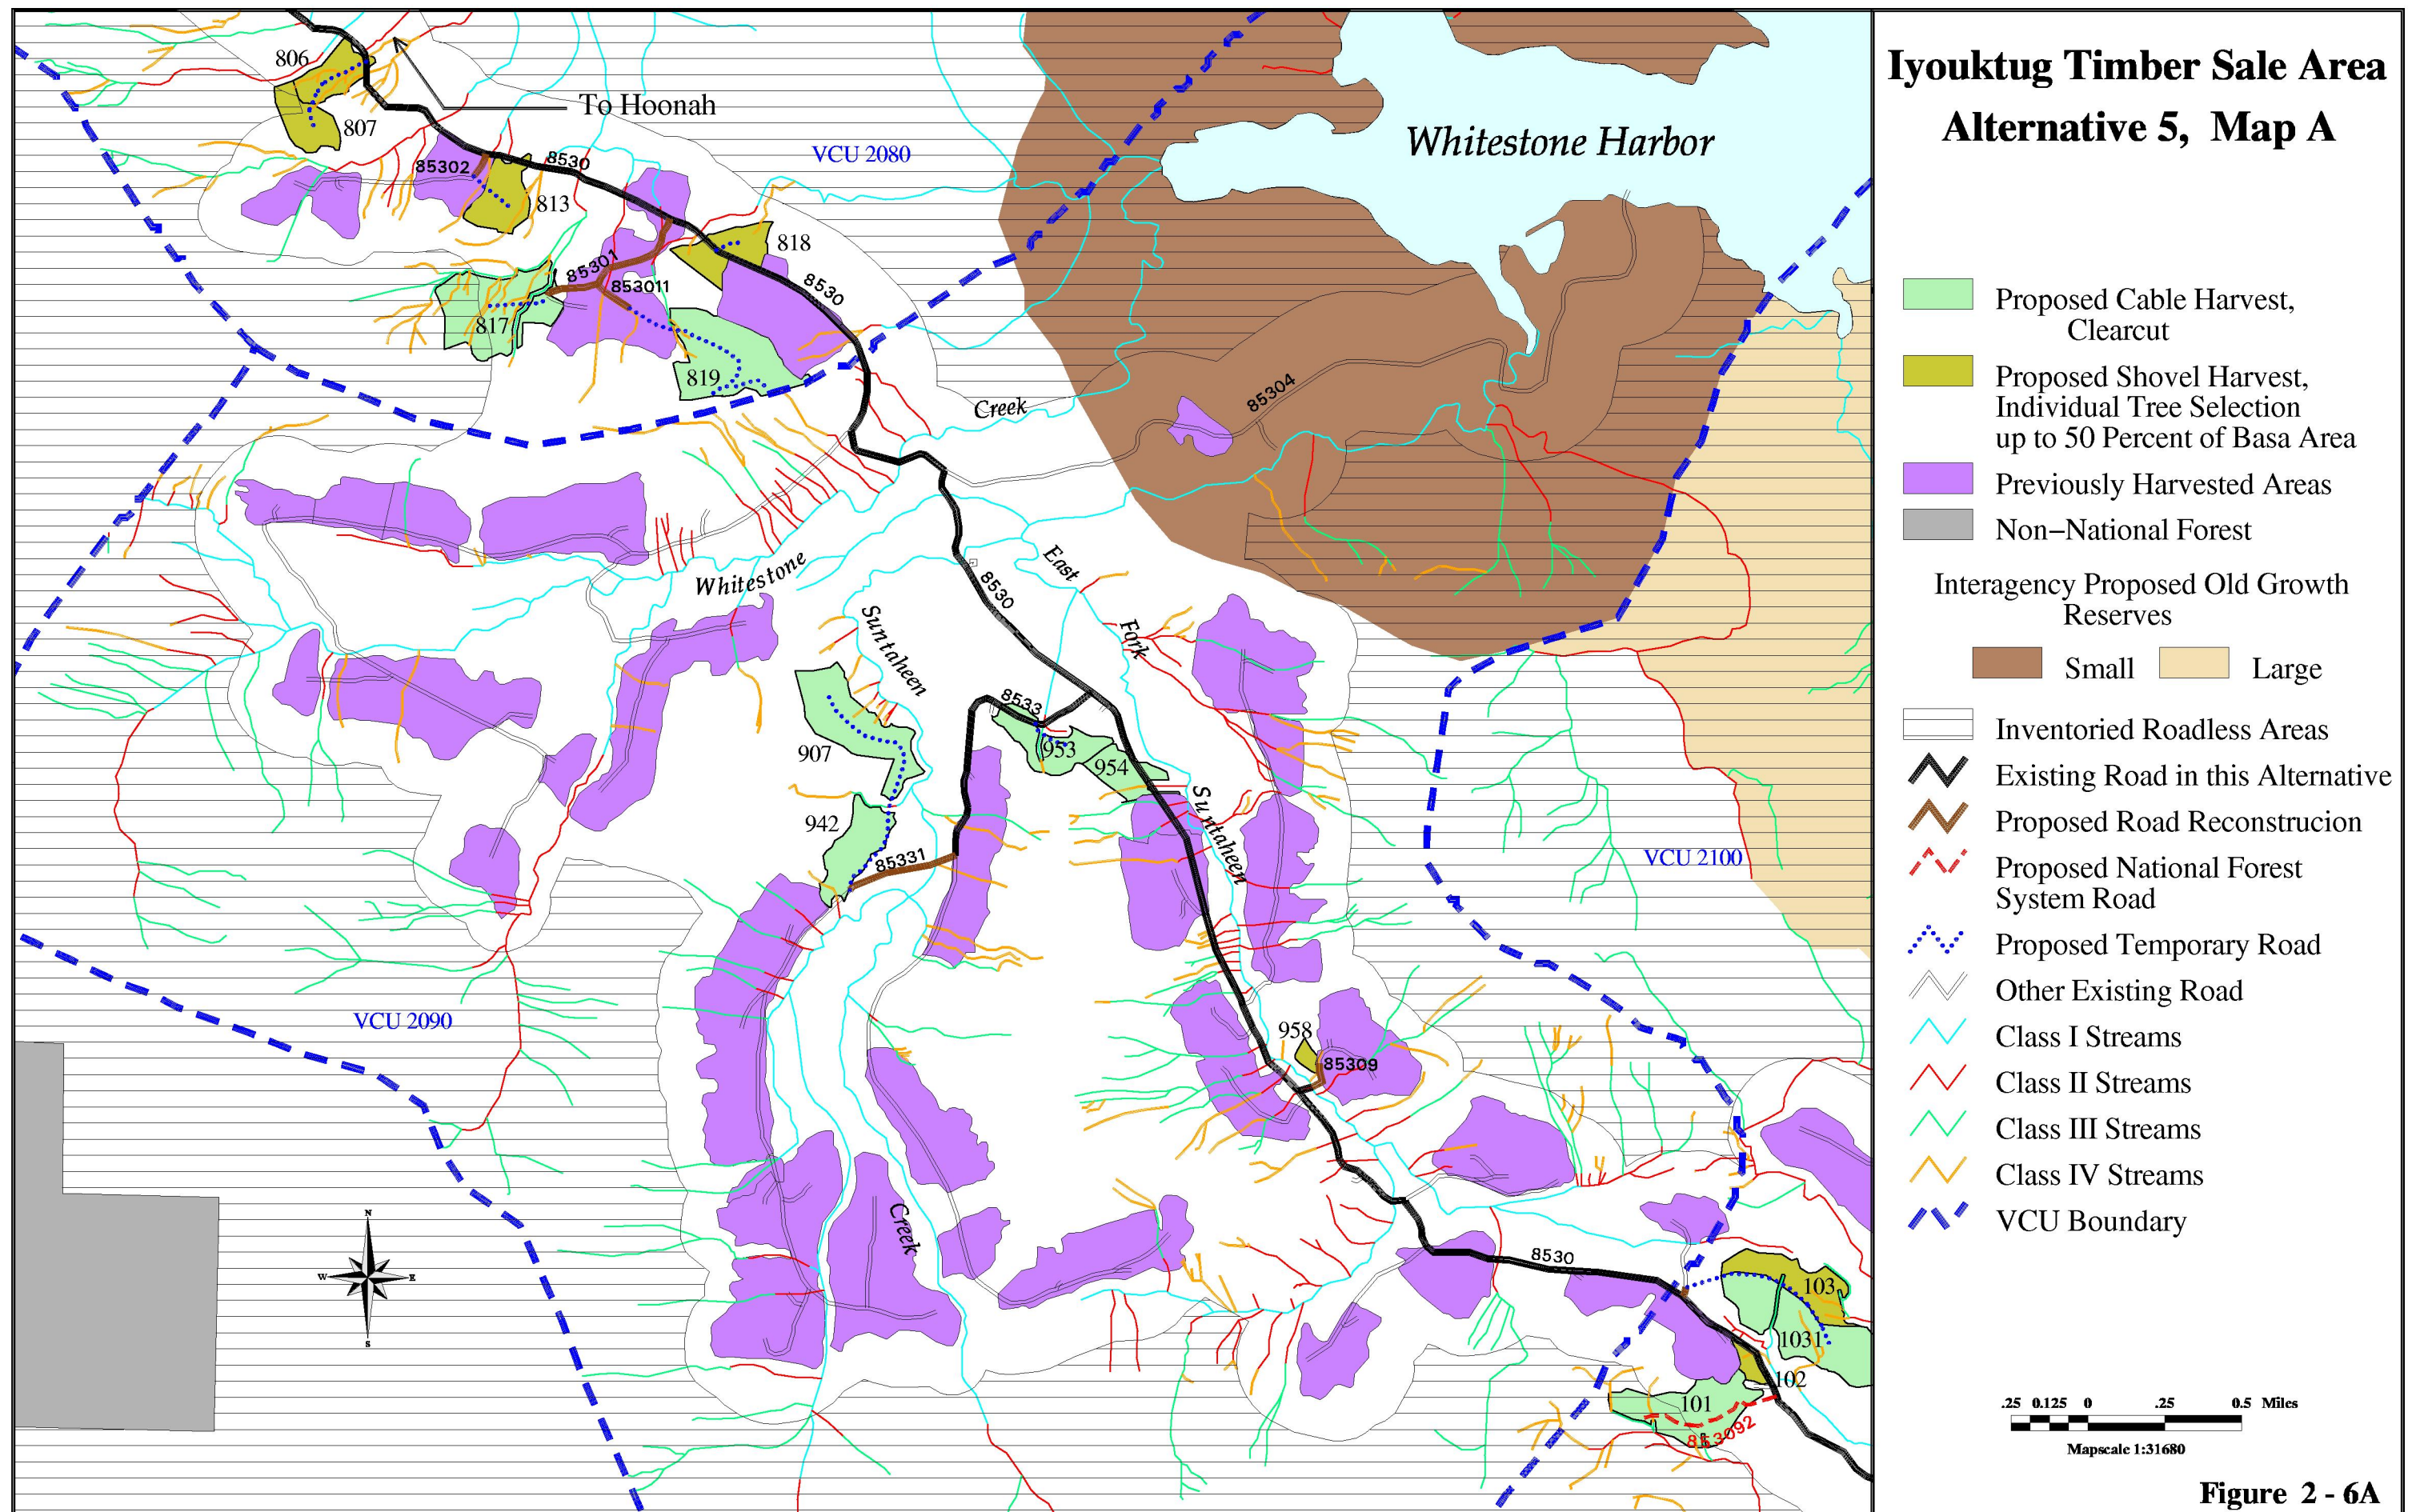 Iyouktug Timber Sale Area
Alternative 5, Map A
Proposed Cable Harvest,
Clearcut
Proposed Shovel Harvest,
Individual Tree Selection
up to 50 Percent of Basa Area
Previously Harvested Areas
Non-National Forest
Interagency Proposed Old Growth
Reserves
Small
Large
Inventoried Roadless Areas
Existing Road in this Alternative
Proposed Road Reconstrucion
Proposed National Forest
System Road
Proposed Temporary Road
Other Existing Road
Class I Streams
Class II Streams
Class III Streams
Class IV Streams
VCU Boundary
.25 0.125 0 .25 0.5 Miles
Mapscale 1:31680
Figure 2 - 6A
806
To Hoonah
807
Whitestone Harbor
VCU 2080
8530
85302
813
818
85301
853011
8530
817
819
85304
Creek
Whitestone
East
8530
Suntaheen
Fork
8533
907
953
954
942
Suntaheen
85331
VCU 2100
VCU 2090
958
85309
Creek
N
W
E
S
8530
103
1031
102
101
853092